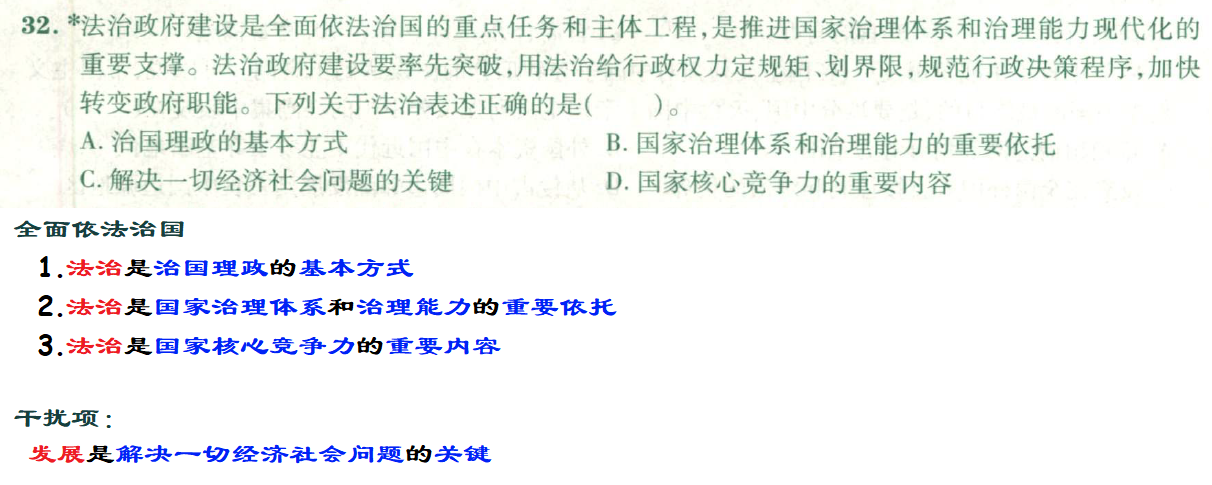 32. *法治政府建设是全面依法治国的重点任务和主体工程,是推进国家治理体系和治理能力现代化的
重要支撑。法治政府建设要率先突破,用法治给行政权力定规矩、划界限,规范行政决策程序,加快
转变政府职能。下列关于法治表述正确的是(　　)。
A. 治国理政的基本方式　　B. 国家治理体系和治理能力的重要依托
C. 解决一切经济社会问题的关键　　D. 国家核心竞争力的重要内容
全面依法治国
1.法治是治国理政的基本方式
2.法治是国家治理体系和治理能力的重要依托
3.法治是国家核心竞争力的重要内容
干扰项:
发展是解决一切经济社会问题的关键